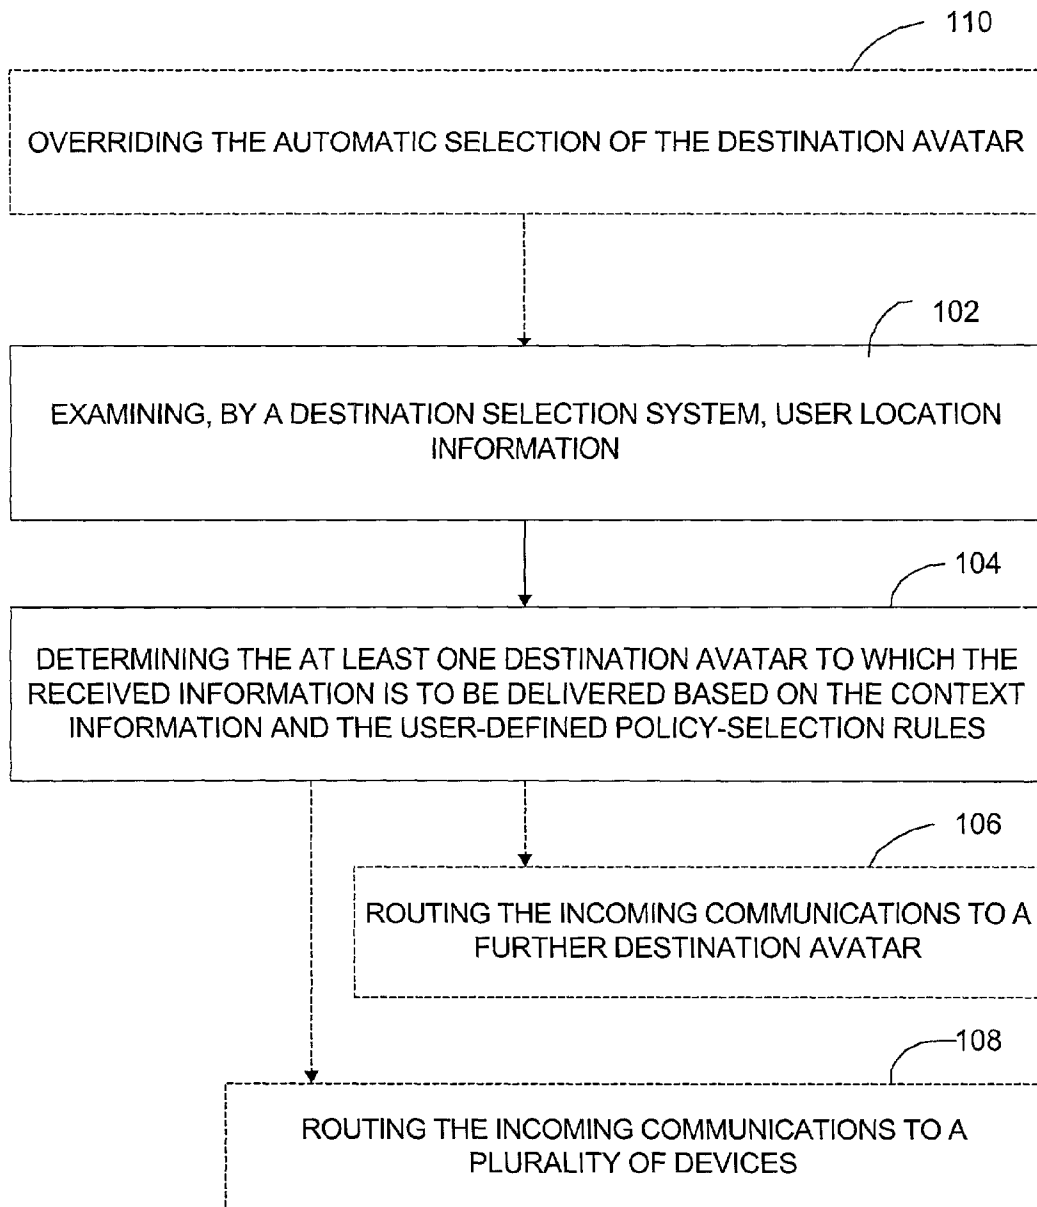 110
OVERRIDING THE AUTOMATIC SELECTION OF THE DESTINATION AVATAR
102
EXAMINING, BY A DESTINATION SELECTION SYSTEM, USER LOCATION
INFORMATION
104
DETERMINING THE AT LEAST ONE DESTINATION AVATAR TO WHICH THE
RECEIVED INFORMATION IS TO BE DELIVERED BASED ON THE CONTEXT
INFORMATION AND THE USER-DEFINED POLICY-SELECTION RULES
106
ROUTING THE INCOMING COMMUNICATIONS TO A
FURTHER DESTINATION AVATAR
108
ROUTING THE INCOMING COMMUNICATIONS TO A
PLURALITY OF DEVICES